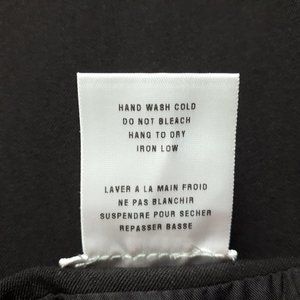 HAND WASH COLD
DO NOT BLEACH
HANG TO DRY
IRON LOW
LAVER A LA MAIN FROID
NE PAS BLANCHIR
SUSPENDRE POUR SECHER
REPASSER BASSE